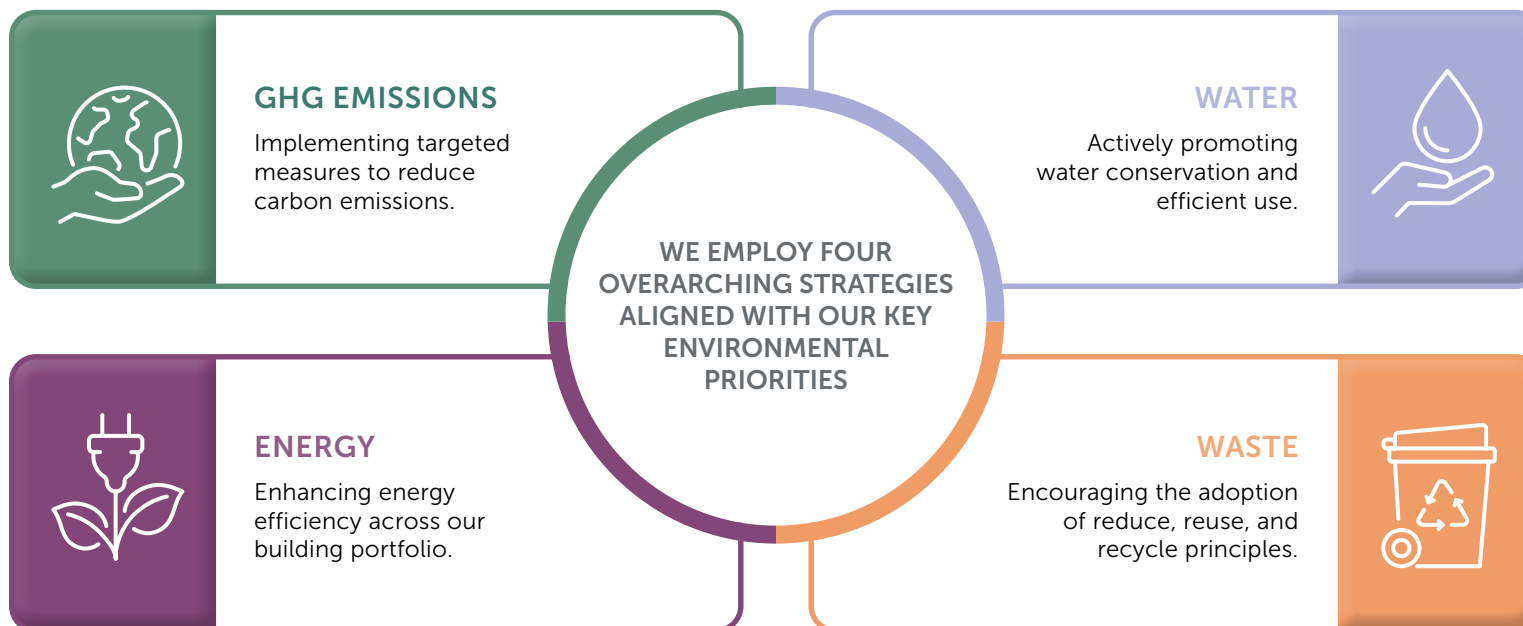 GHG EMISSIONS
Implementing targeted
measures to reduce
carbon emissions.
WATER
Actively promoting
water conservation and
efficient use.
WE EMPLOY FOUR
OVERARCHING STRATEGIES
ALIGNED WITH OUR KEY
ENVIRONMENTAL
PRIORITIES
ENERGY
Enhancing energy
efficiency across our
building portfolio.
WASTE
Encouraging the adoption
of reduce, reuse, and
recycle principles.